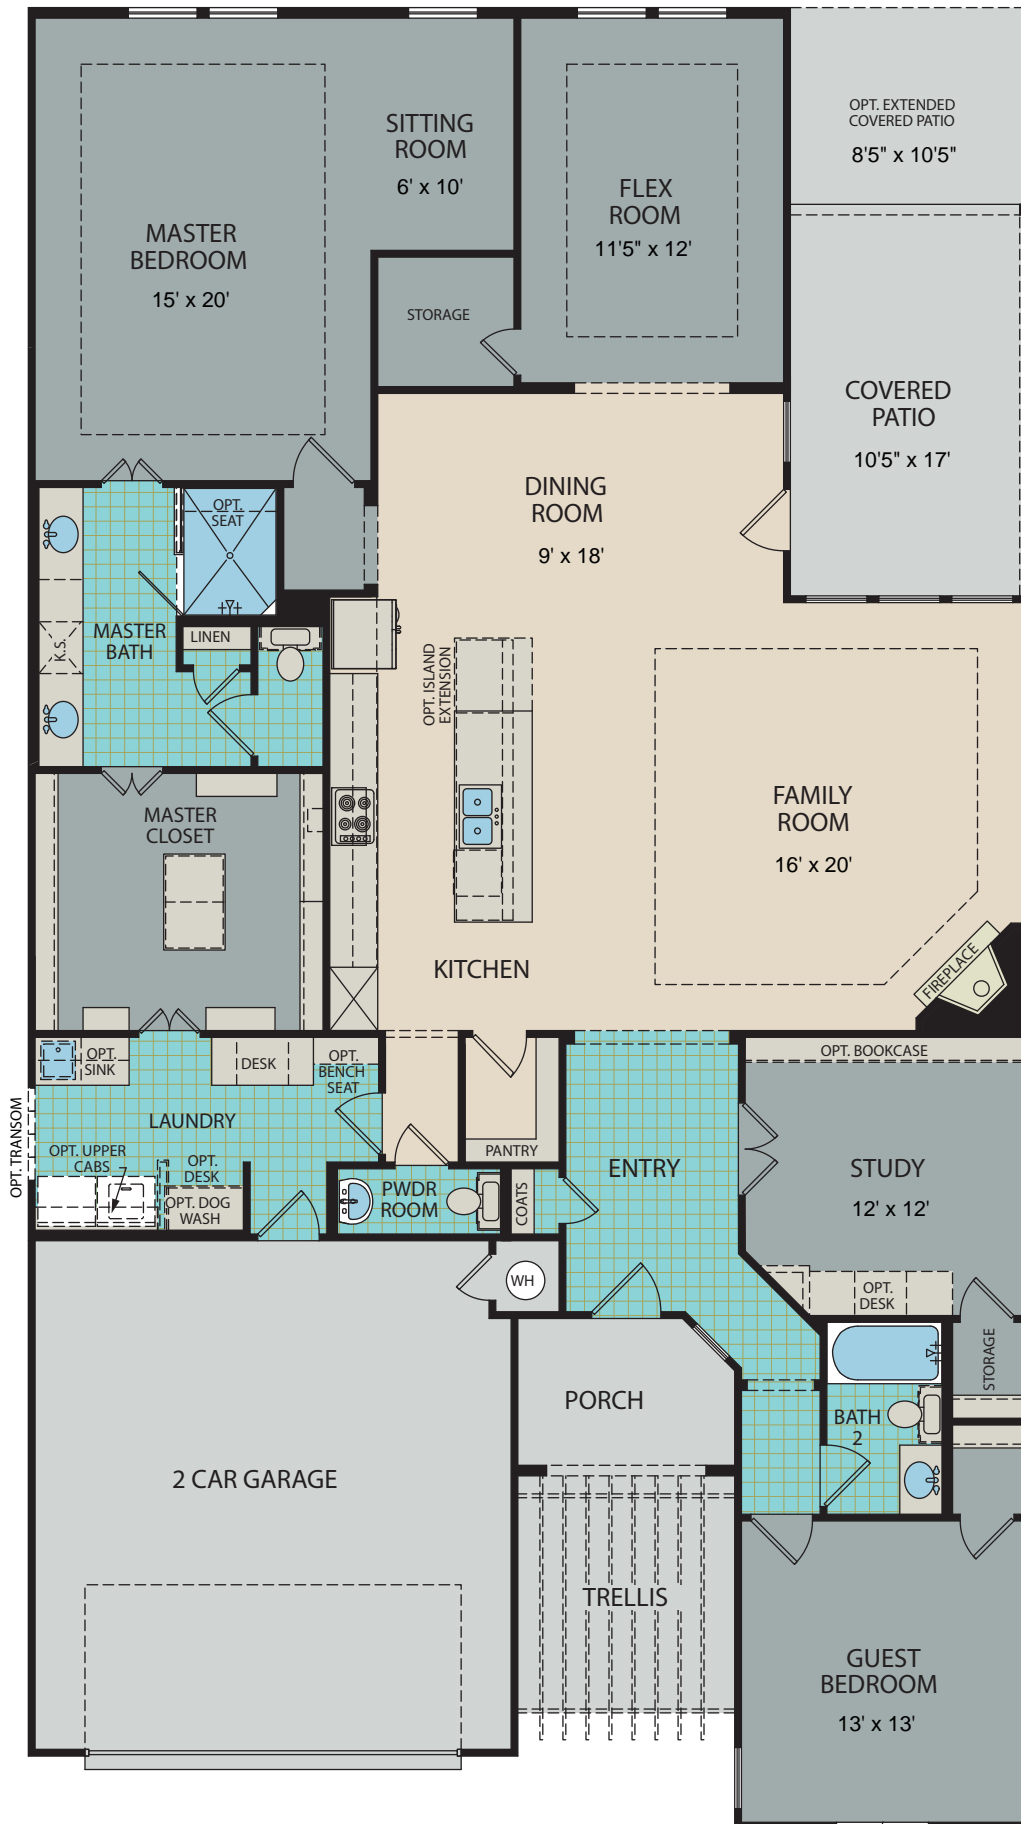 OPT. EXTENDED
COVERED PATIO
8'5" x 10'5"
SITTING
ROOM
6' x 10'
FLEX
ROOM
11'5" x 12'
MASTER
BEDROOM
15' x 20'
STORAGE
COVERED
PATIO
10'5" x 17'
DINING
ROOM
9' x 18'
OPT.
SEAT
MASTER
BATH
K.S.
LINEN
OPT. ISLAND
EXTENSION
MASTER
CLOSET
FAMILY
ROOM
16' x 20'
KITCHEN
FIREPLACE
OPT.
SINK
DESK
OPT.
BENCH
SEAT
OPT. BOOKCASE
OPT. TRANSOM
LAUNDRY
OPT. UPPER
CABS
OPT.
DESK
OPT. DOG
WASH
PANTRY
PWDR
ROOM
COATS
ENTRY
STUDY
12' x 12'
WH
OPT.
DESK
STORAGE
PORCH
BATH
2
2 CAR GARAGE
TRELLIS
GUEST
BEDROOM
13' x 13'